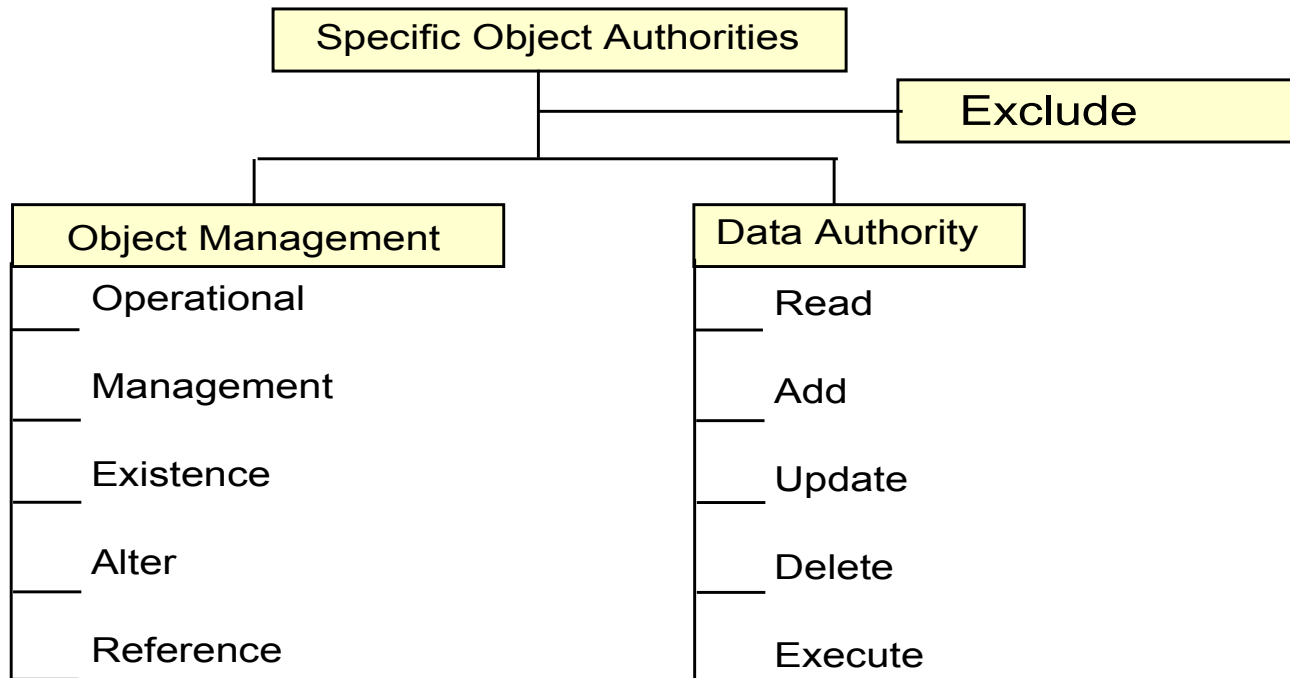 Specific Object Authorities
Exclude
Object Management
Operational
Management
Existence
Alter
Reference
Data Authority
Read
Add
Update
Delete
Execute